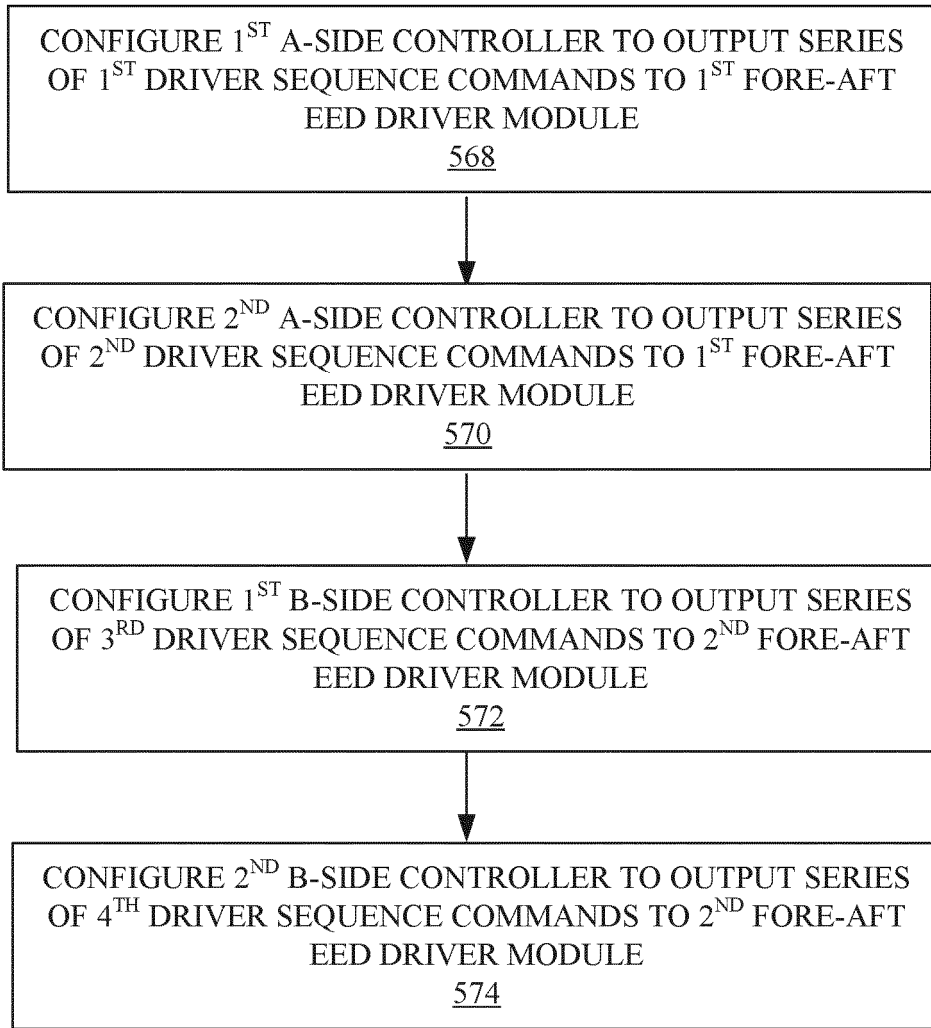 CONFIGURE 1ST A-SIDE CONTROLLER TO OUTPUT SERIES
OF 1ST DRIVER SEQUENCE COMMANDS TO 1ST FORE-AFT
EED DRIVER MODULE
568
CONFIGURE 2ND A-SIDE CONTROLLER TO OUTPUT SERIES
OF 2ND DRIVER SEQUENCE COMMANDS TO 1ST FORE-AFT
EED DRIVER MODULE
570
CONFIGURE 1ST B-SIDE CONTROLLER TO OUTPUT SERIES
OF 3RD DRIVER SEQUENCE COMMANDS TO 2ND FORE-AFT
EED DRIVER MODULE
572
CONFIGURE 2ND B-SIDE CONTROLLER TO OUTPUT SERIES
OF 4TH DRIVER SEQUENCE COMMANDS TO 2ND FORE-AFT
EED DRIVER MODULE
574